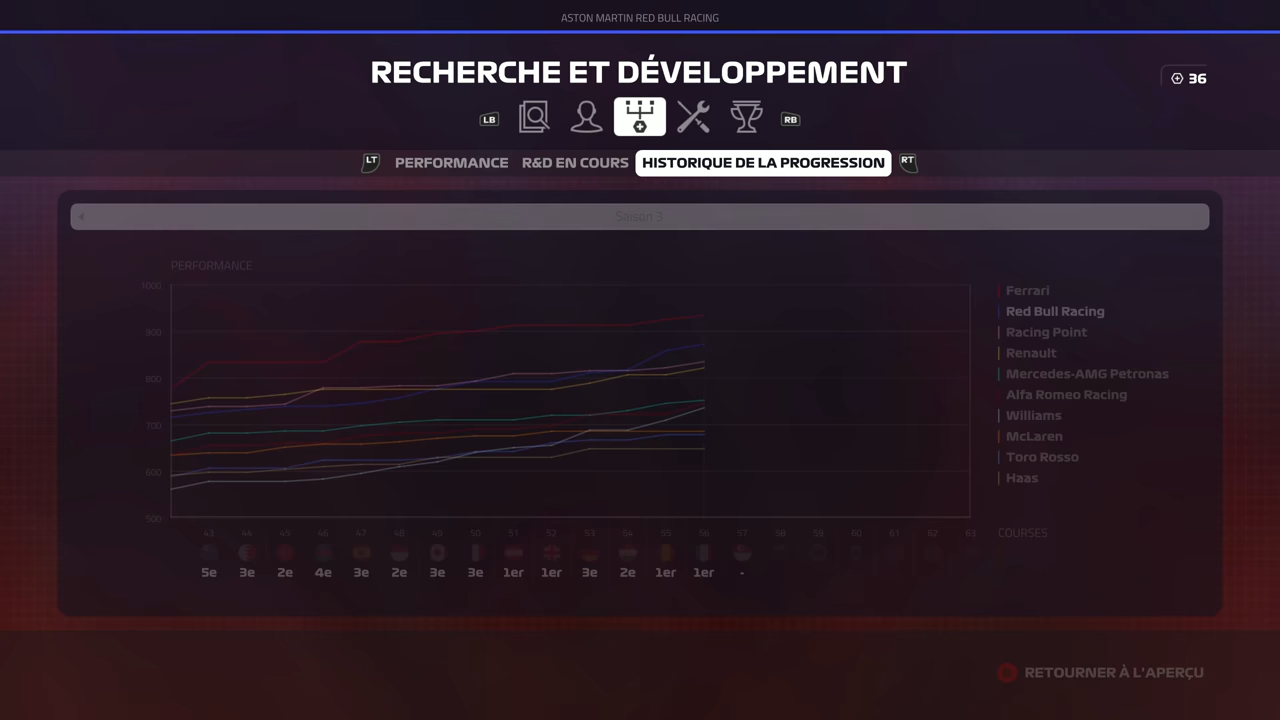 ASTON MARTIN RED BULL RACING
RECHERCHE ET DÉVELOPPEMENT
36
LB
RB
LT
PERFORMANCE
R&D EN COURS
HISTORIQUE DE LA PROGRESSION
RT
Saison 3
PERFORMANCE
1000
900
800
700
600
500
Ferrari
Red Bull Racing
Racing Point
Renault
Mercedes-AMG Petronas
Alfa Romeo Racing
Williams
McLaren
Toro Rosso
Haas
43 44 45 46 47 48 49 50 51 52 53 54 55 56 57 58 59 60 61 62 63
COURSES
5e 3e 2e 4e 3e 2e 3e 3e 1er 1er 3e 2e 1er 1er -
RETOURNER À L'APERÇU